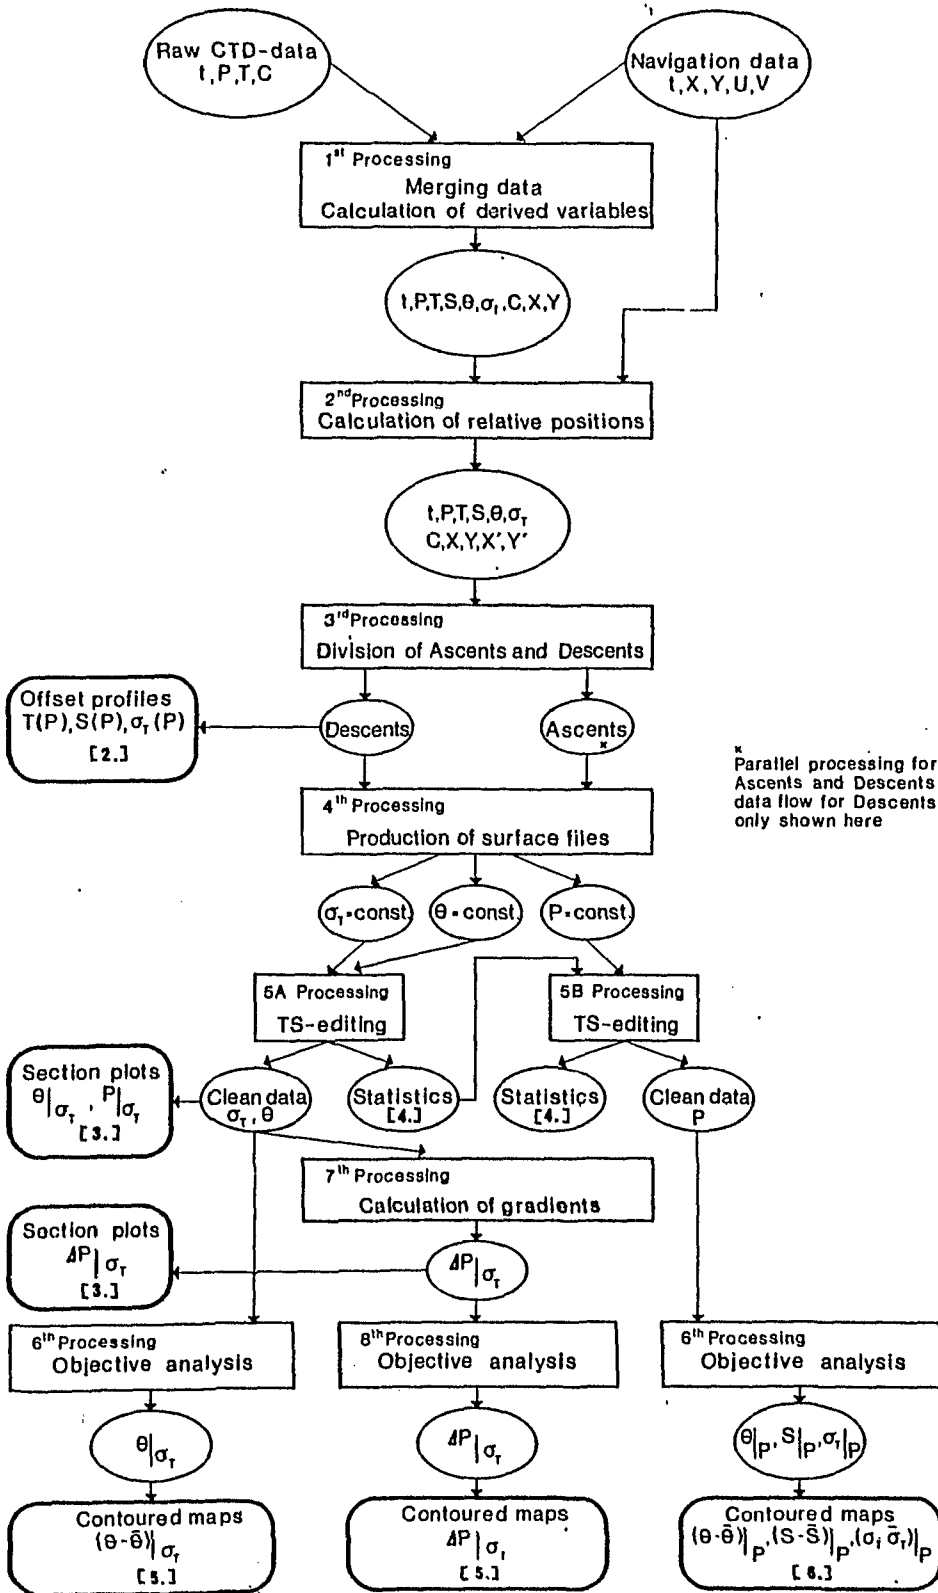 Raw CTD-data
t,P,T,C
Navigation data
t,X,Y,U,V
1st Processing
Merging data
Calculation of derived variables
t,P,T,S,θ,σt,C,X,Y
2nd Processing
Calculation of relative positions
t,P,T,S,θ,σT
C,X,Y,X′,Y′
3rd Processing
Division of Ascents and Descents
Offset profiles
T(P),S(P),σT(P)
[2.]
Descents
Ascents
x
x
Parallel processing for
Ascents and Descents
data flow for Descents
only shown here
4th Processing
Production of surface files
σT=const.
θ=const.
P=const.
5A Processing
TS-editing
5B Processing
TS-editing
Section plots
θ|σT , P|σT
[3.]
Clean data
σT,θ
Statistics
[4.]
Statistics
[4.]
Clean data
P
7th Processing
Calculation of gradients
Section plots
ΔP|σT
[3.]
ΔP|σT
6th Processing
Objective analysis
8th Processing
Objective analysis
6th Processing
Objective analysis
θ|σT
ΔP|σT
θ|P,S|P,σT|P
Contoured maps
(θ-θ̄)|σT
[5.]
Contoured maps
ΔP|σT
[5.]
Contoured maps
(θ-θ̄)|P,(S-S̄)|P,(σT σ̄T)|P
[6.]